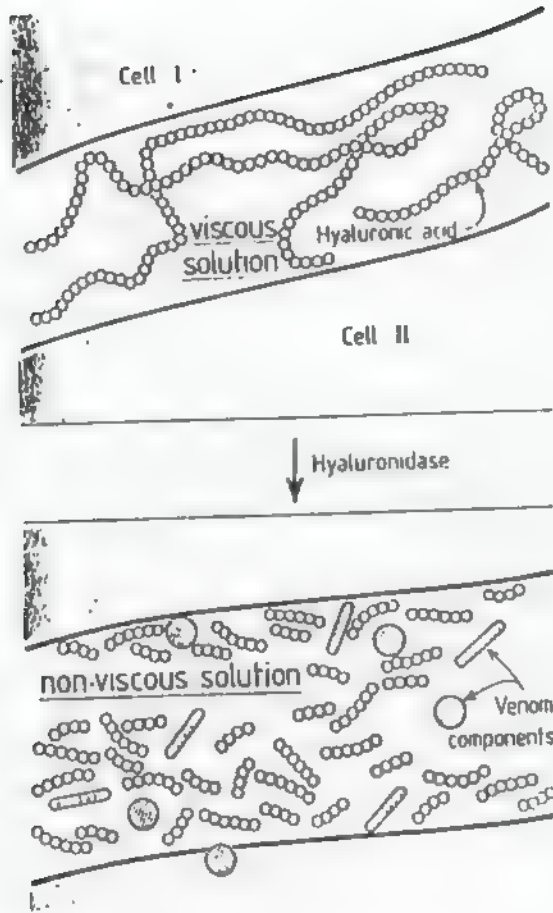 Cell I
viscous
solution
Hyaluronic acid
Cell II
Hyaluronidase
non-viscous solution
Venom
components